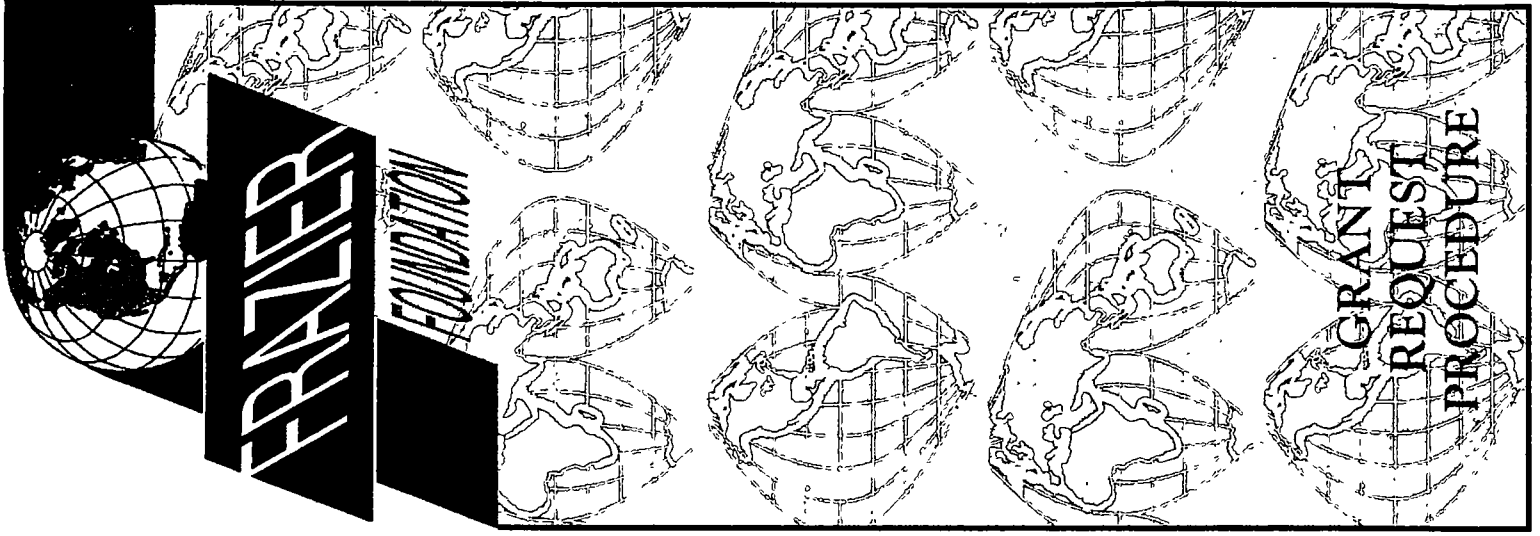 FRAZIER
FOUNDATION
GRANT
REQUEST
PROCEDURE